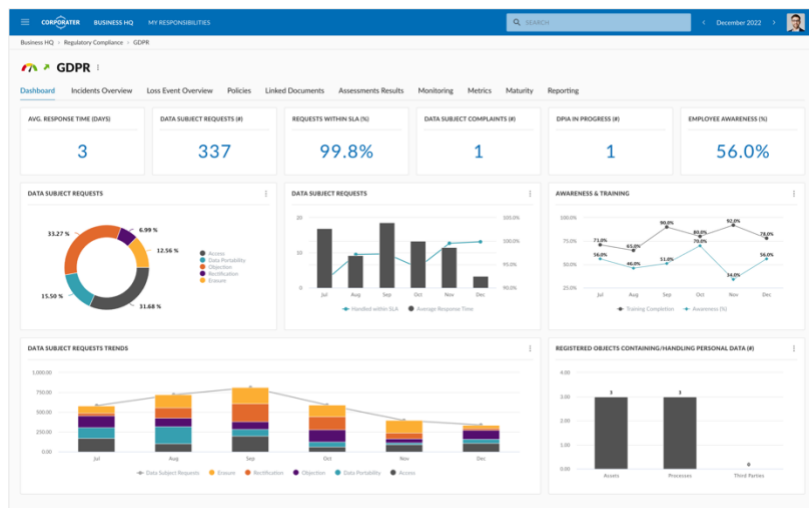 CORPORATER BUSINESS HQ MY RESPONSIBILITIES SEARCH < December 2022 >
Business HQ > Regulatory Compliance > GDPR
GDPR
Dashboard Incidents Overview Loss Event Overview Policies Linked Documents Assessments Results Monitoring Metrics Maturity Reporting
AVG. RESPONSE TIME (DAYS) DATA SUBJECT REQUESTS (#) REQUESTS WITHIN SLA (%) DATA SUBJECT COMPLAINTS (#) DPIA IN PROGRESS (#) EMPLOYEE AWARENESS (%)
3 337 99.8% 1 1 56.0%
DATA SUBJECT REQUESTS
33.27 %
6.99 %
12.56 %
15.50 %
31.68 %
Access
Data Portability
Objection
Rectification
Erasure
DATA SUBJECT REQUESTS
100.0%
95.0%
90.0%
0
Jul Aug Sep Oct Nov Dec
Handled within SLA Average Response Time
AWARENESS & TRAINING
100.0%
75.0%
50.0%
25.0%
71.0% 65.0% 90.0% 80.0% 92.0% 78.0%
56.0% 46.0% 51.0% 70.0% 34.0% 56.0%
Jul Aug Sep Oct Nov Dec
Training Completion Awareness (%)
DATA SUBJECT REQUESTS TRENDS
1,000.00
750.00
500.00
250.00
0.00
Jul Aug Sep Oct Nov Dec
Data Subject Requests Erasure Rectification Objection Data Portability Access
REGISTERED OBJECTS CONTAINING/HANDLING PERSONAL DATA (#)
4.00
3.00
1.00
0.00
3 3 0
Assets Processes Third Parties